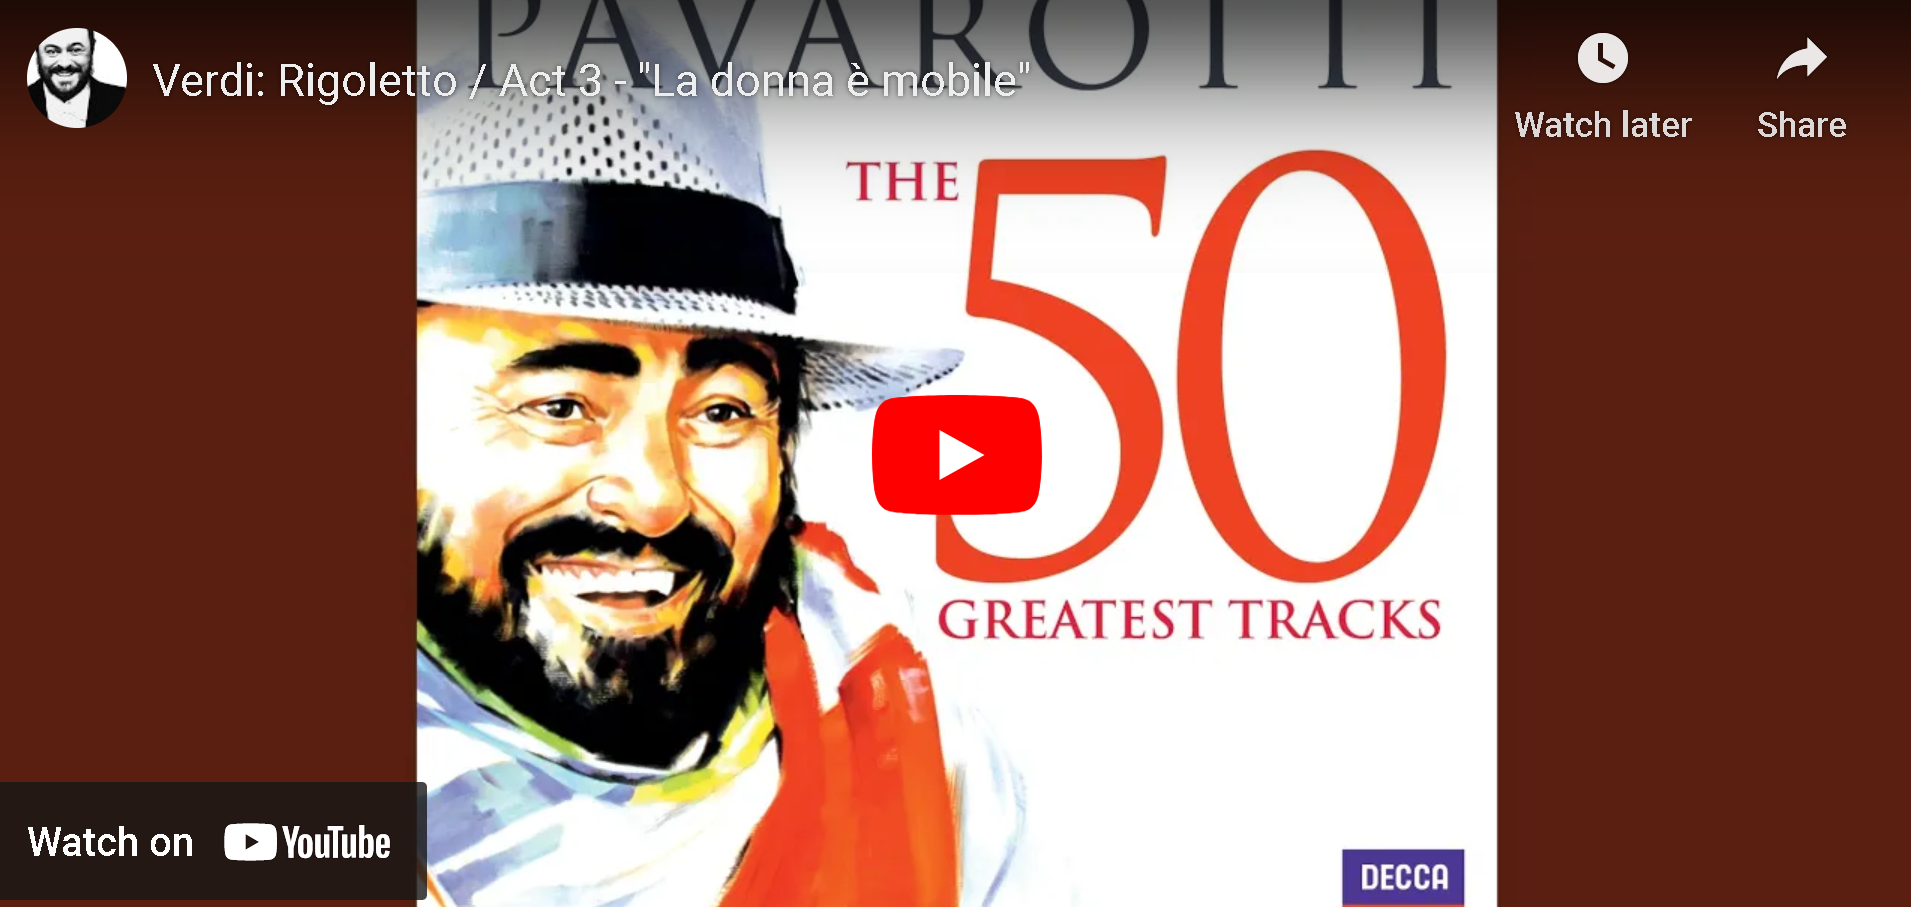 PAVAROTTI
Verdi: Rigoletto / Act 3 - "La donna è mobile"
Watch later
Share
THE
50
GREATEST TRACKS
Watch on YouTube
DECCA